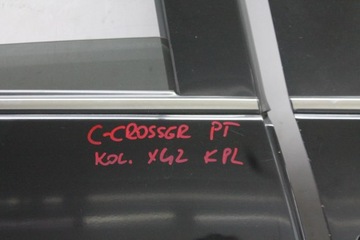 C-CROSSER PT
KOL. X42 KPL